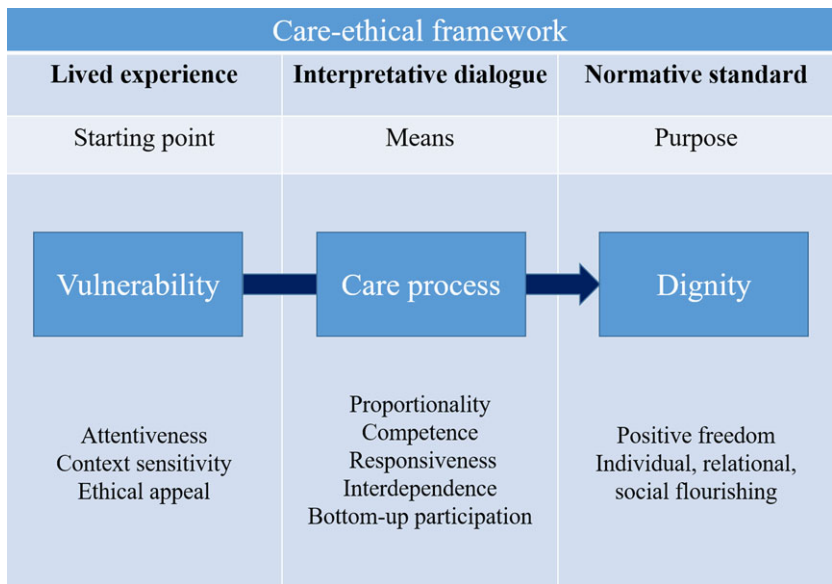 Care-ethical framework
Lived experience
Interpretative dialogue
Normative standard
Starting point
Means
Purpose
Vulnerability
Care process
Dignity
Attentiveness
Context sensitivity
Ethical appeal
Proportionality
Competence
Responsiveness
Interdependence
Bottom-up participation
Positive freedom
Individual, relational,
social flourishing